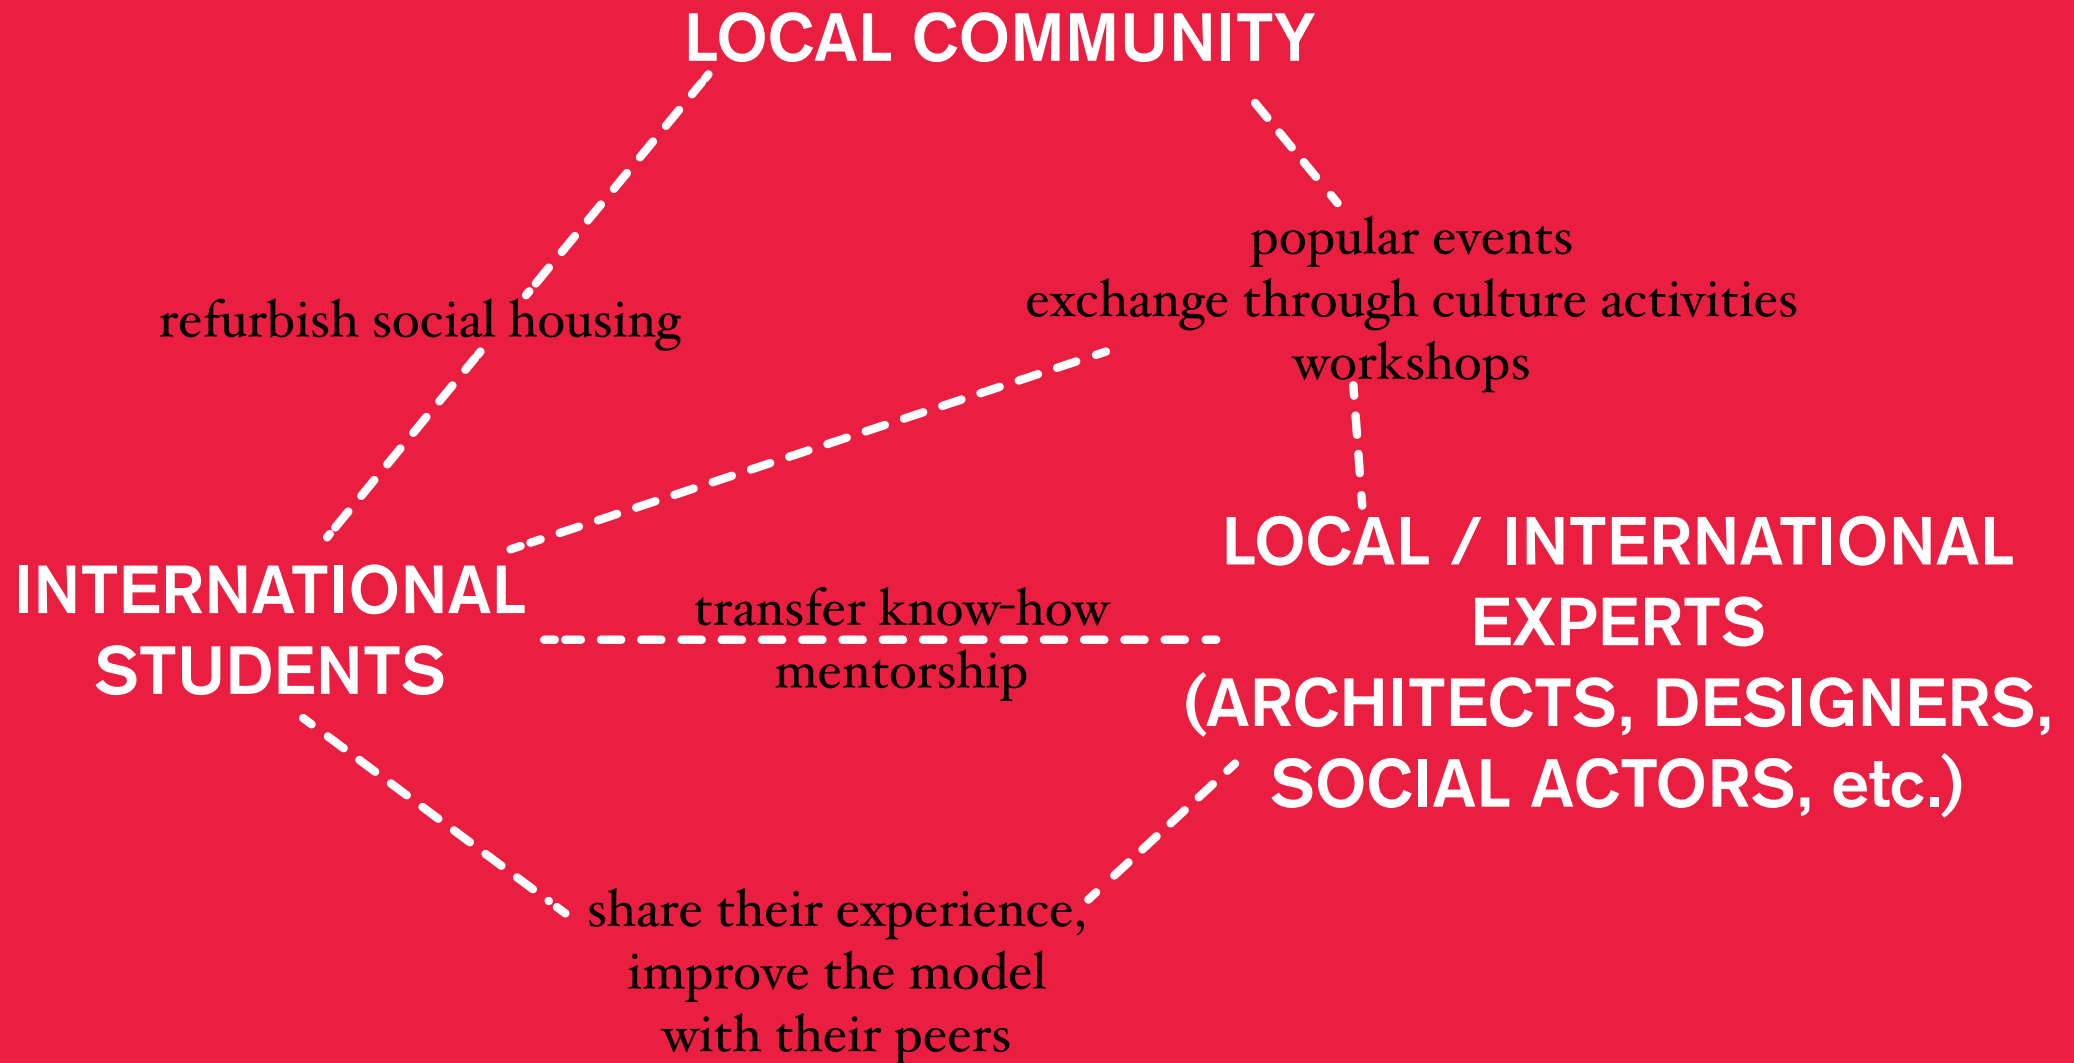 LOCAL COMMUNITY
popular events
exchange through culture activities
workshops
refurbish social housing
LOCAL / INTERNATIONAL
EXPERTS
(ARCHITECTS, DESIGNERS,
SOCIAL ACTORS, etc.)
INTERNATIONAL
STUDENTS
transfer know-how
mentorship
share their experience,
improve the model
with their peers